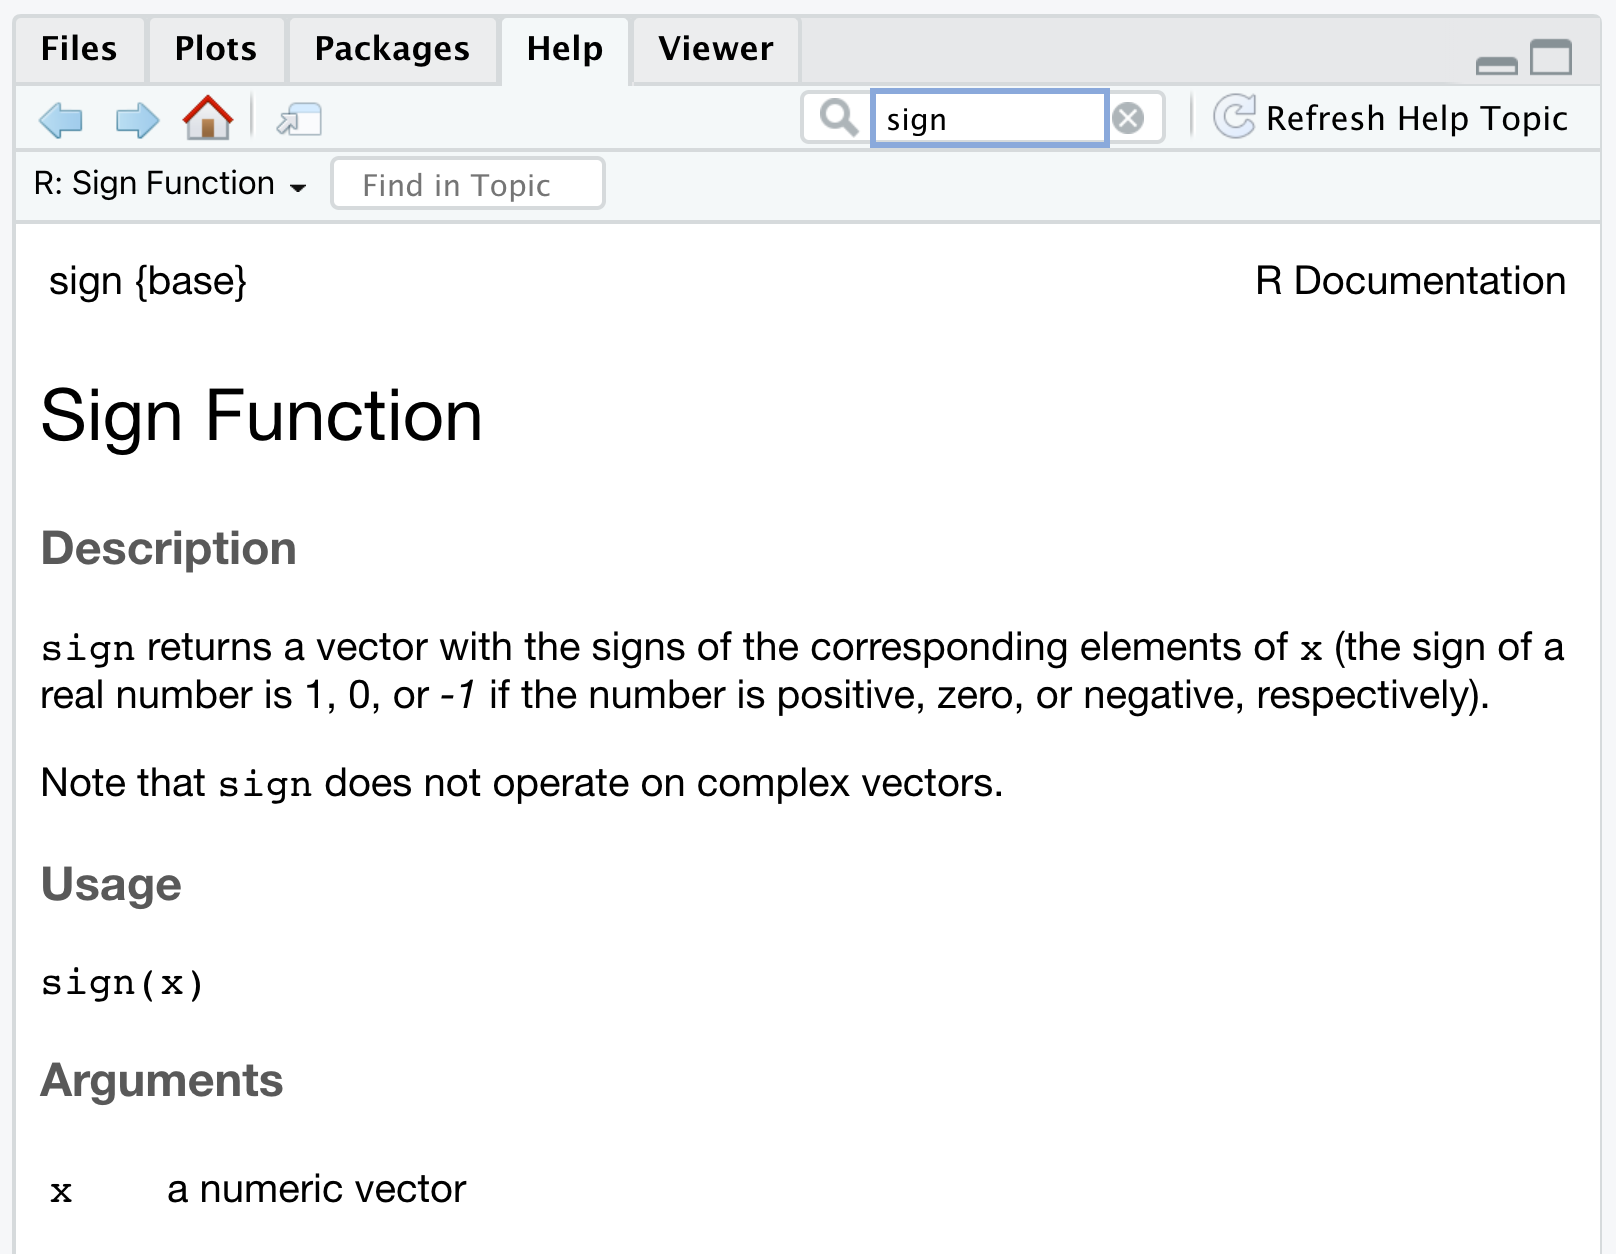 Files Plots Packages Help Viewer
sign Refresh Help Topic
R: Sign Function Find in Topic
sign {base} R Documentation
Sign Function
Description
sign returns a vector with the signs of the corresponding elements of x (the sign of a
real number is 1, 0, or -1 if the number is positive, zero, or negative, respectively).
Note that sign does not operate on complex vectors.
Usage
sign(x)
Arguments
x a numeric vector